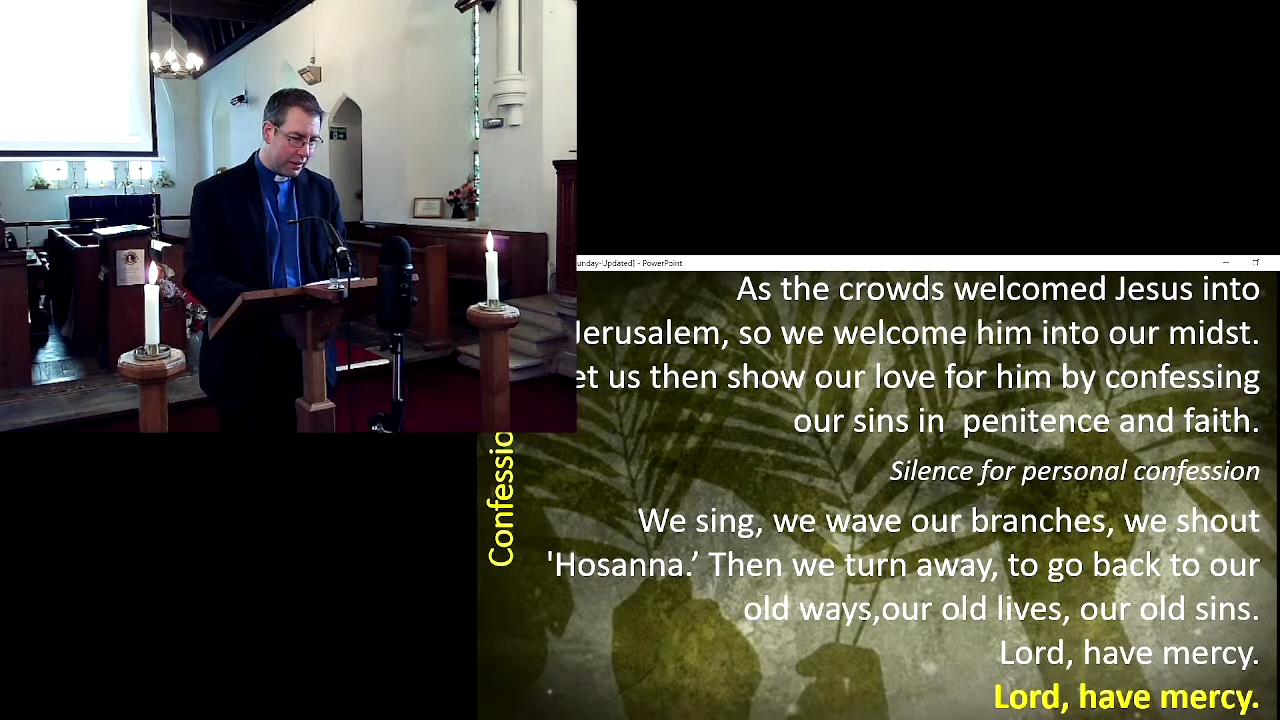 unday-Updated] - PowerPoint
As the crowds welcomed Jesus into
Jerusalem, so we welcome him into our midst.
et us then show our love for him by confessing
our sins in  penitence and faith.
Silence for personal confession
We sing, we wave our branches, we shout
'Hosanna.’ Then we turn away, to go back to our
old ways,our old lives, our old sins.
Lord, have mercy.
Lord, have mercy.
Confessio